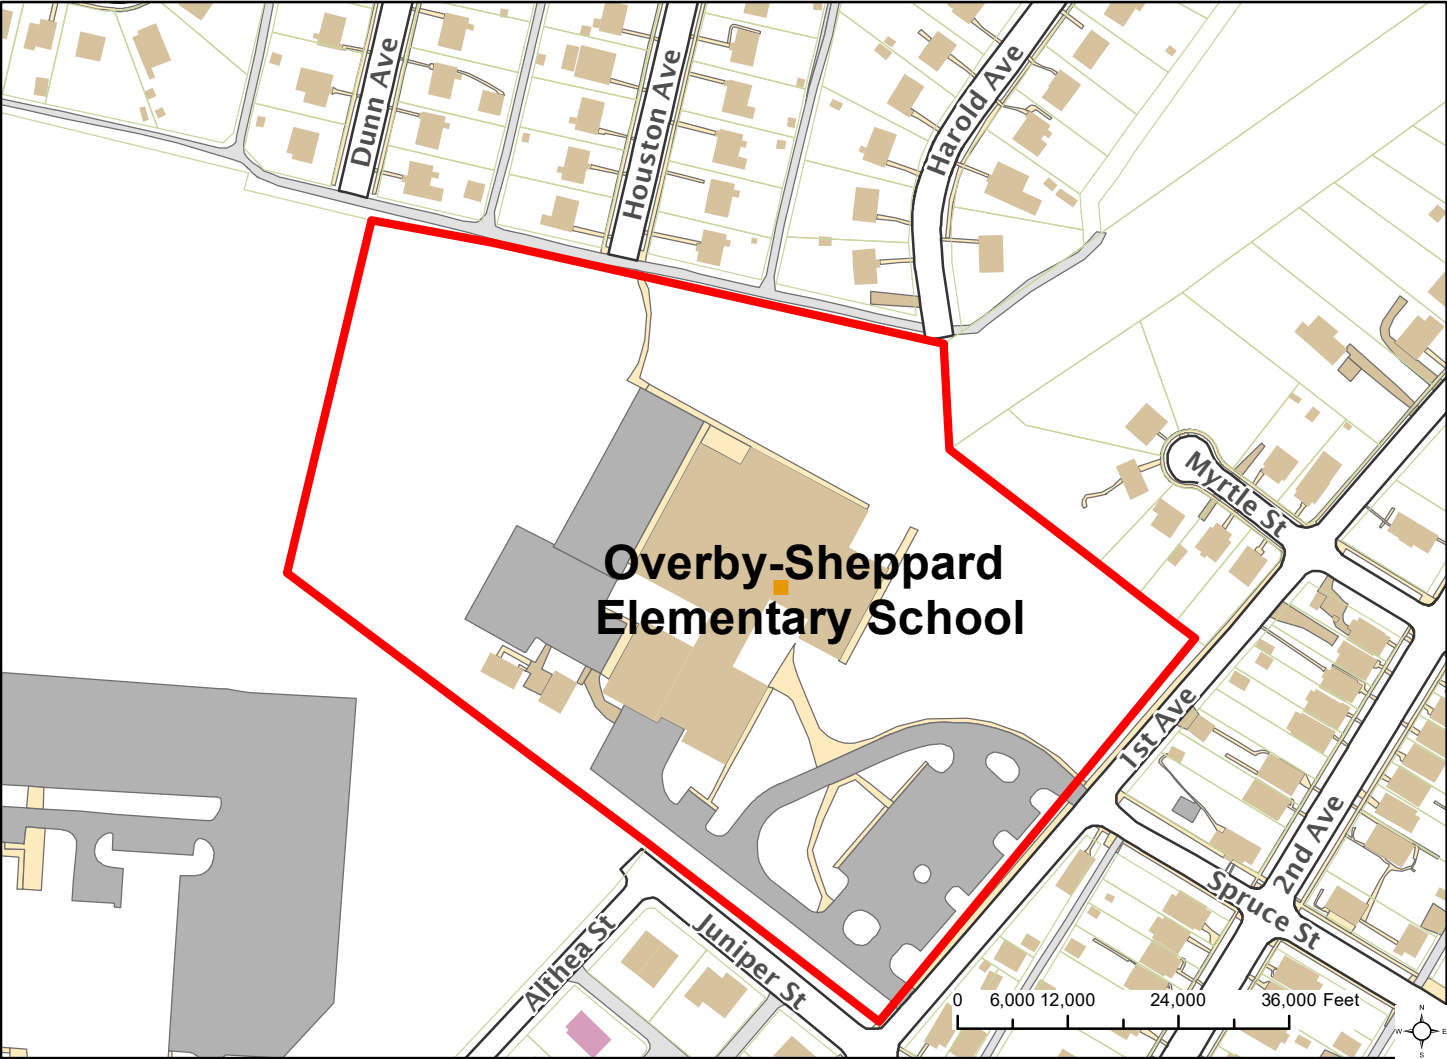 Dunn Ave
Houston Ave
Harold Ave
Myrtle St
Overby-Sheppard
Elementary School
1st Ave
2nd Ave
Spruce St
Juniper St
Althea St
0 6,000 12,000 24,000 36,000 Feet
N
W E
S